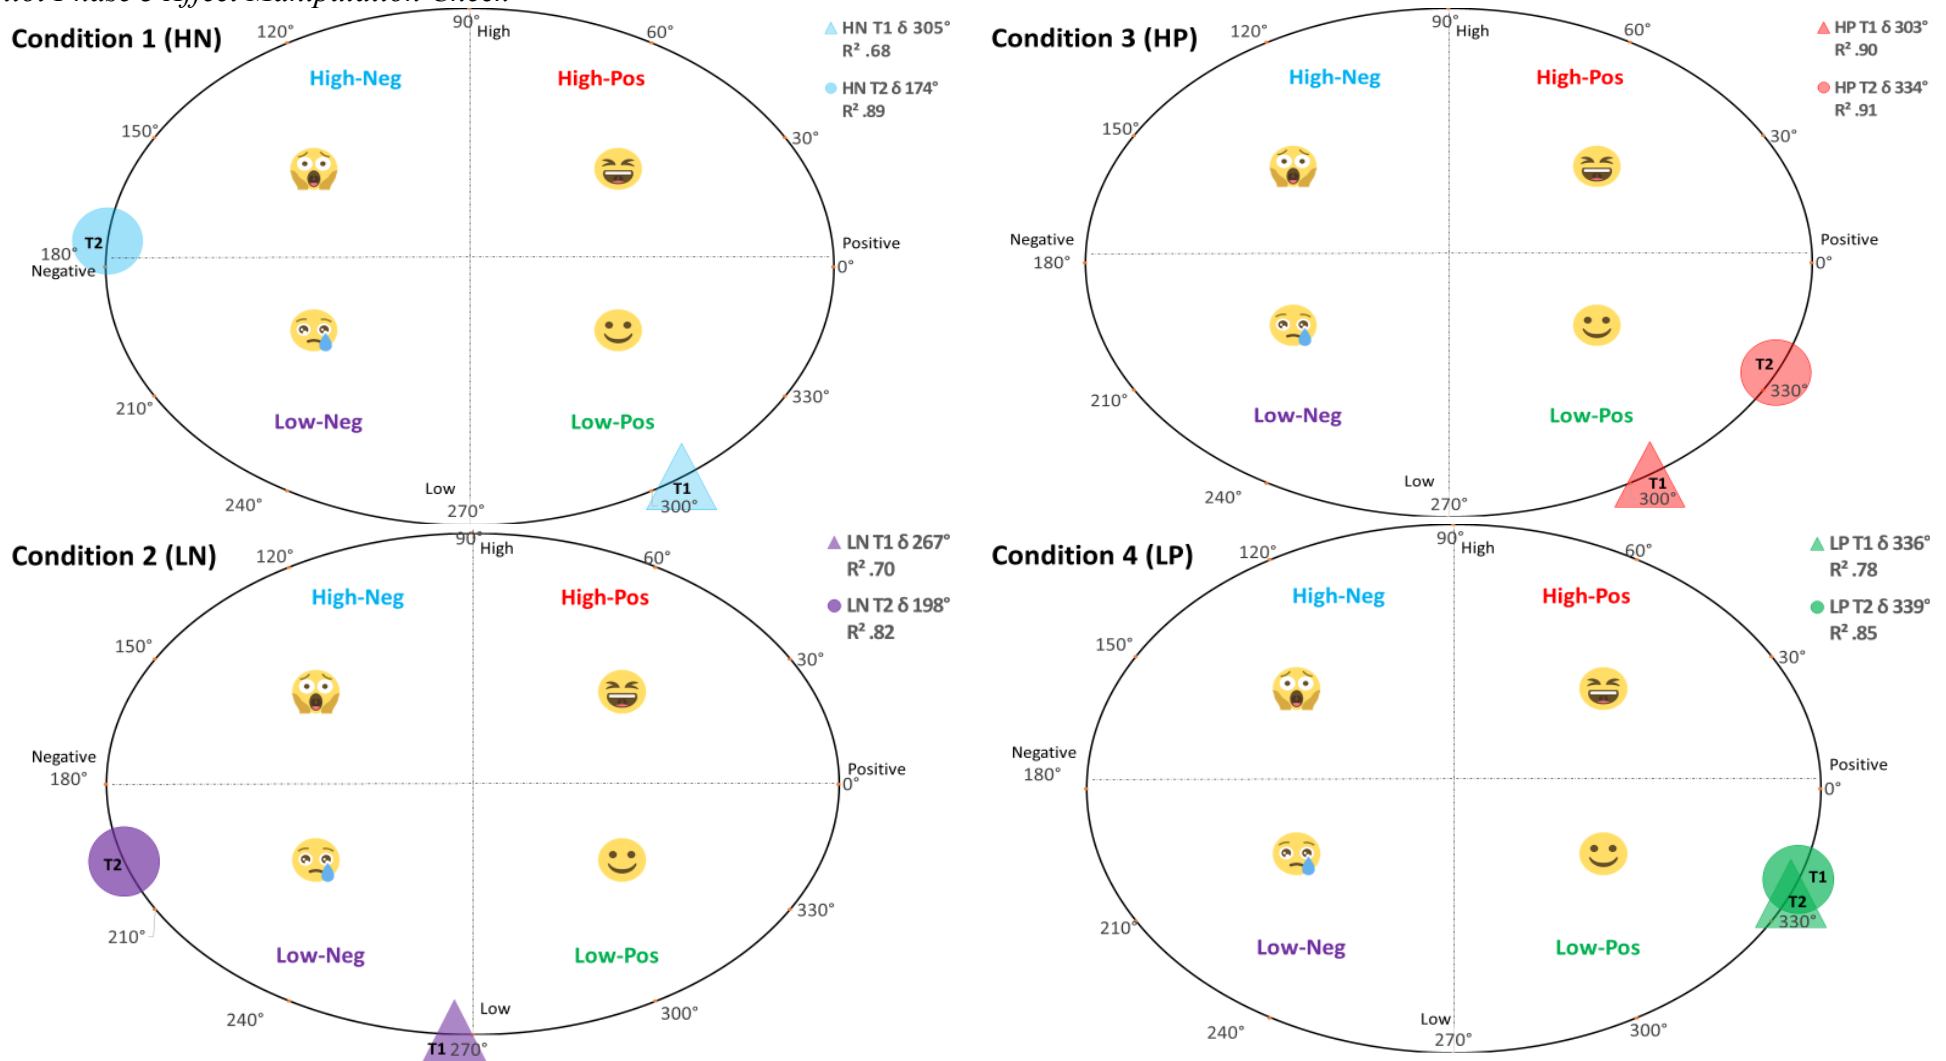 Phase 3 Affect Manipulation Check
Condition 1 (HN)
90°
High
120°
60°
High-Neg
High-Pos
150°
30°
T2
180°
Negative
Positive
0°
210°
330°
Low-Neg
Low-Pos
240°
Low
270°
T1
300°
HN T1 δ 305°
R² .68
HN T2 δ 174°
R² .89
Condition 3 (HP)
90°
High
120°
60°
High-Neg
High-Pos
150°
30°
Negative
180°
Positive
0°
T2
330°
210°
Low-Neg
Low-Pos
240°
Low
270°
T1
300°
HP T1 δ 303°
R² .90
HP T2 δ 334°
R² .91
Condition 2 (LN)
90°
High
120°
60°
High-Neg
High-Pos
150°
30°
Negative
180°
Positive
0°
T2
210°
330°
Low-Neg
Low-Pos
240°
Low
T1 270°
300°
LN T1 δ 267°
R² .70
LN T2 δ 198°
R² .82
Condition 4 (LP)
90°
High
120°
60°
High-Neg
High-Pos
150°
30°
Negative
180°
Positive
0°
T1
T2
330°
210°
Low-Neg
Low-Pos
240°
Low
270°
300°
LP T1 δ 336°
R² .78
LP T2 δ 339°
R² .85